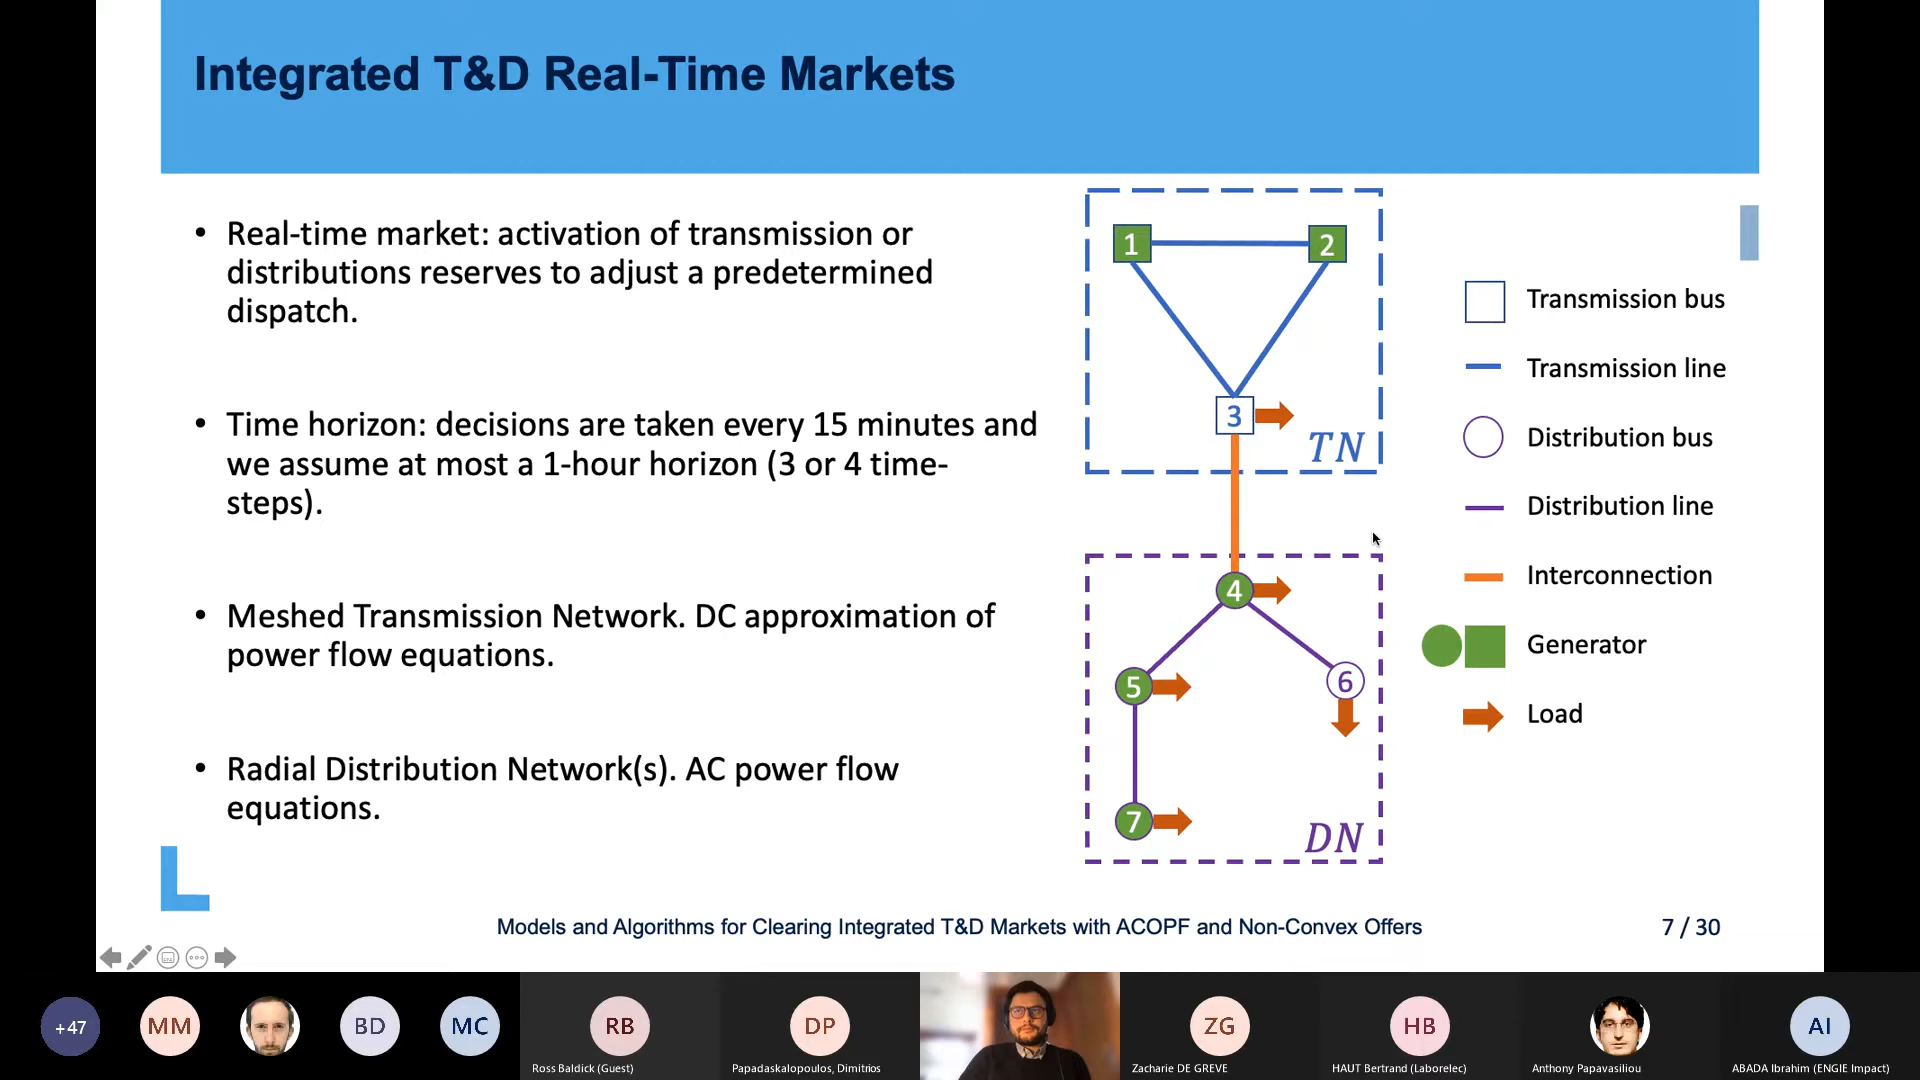 Integrated T&D Real-Time Markets
• Real-time market: activation of transmission or
distributions reserves to adjust a predetermined
dispatch.
• Time horizon: decisions are taken every 15 minutes and
we assume at most a 1-hour horizon (3 or 4 time-
steps).
• Meshed Transmission Network. DC approximation of
power flow equations.
• Radial Distribution Network(s). AC power flow
equations.
1
2
3
TN
4
5
6
7
DN
Transmission bus
Transmission line
Distribution bus
Distribution line
Interconnection
Generator
Load
Models and Algorithms for Clearing Integrated T&D Markets with ACOPF and Non-Convex Offers
7 / 30
+47
MM
BD
MC
RB
Ross Baldick (Guest)
DP
Papadaskalopoulos, Dimitrios
ZG
Zacharie DE GREVE
HB
HAUT Bertrand (Laborelec)
Anthony Papavasiliou
AI
ABADA Ibrahim (ENGIE Impact)